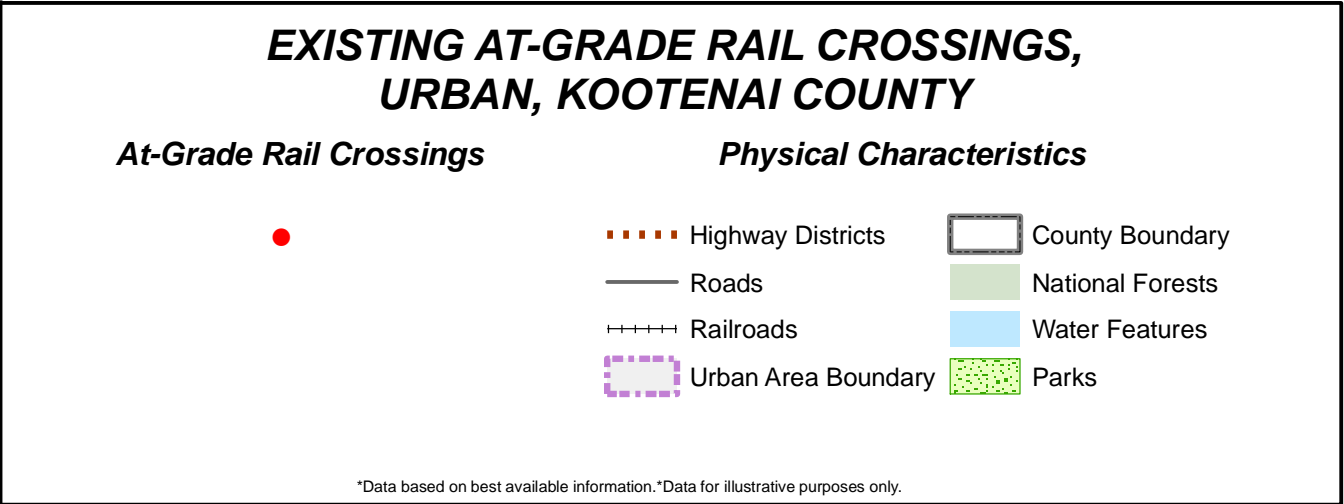 EXISTING AT-GRADE RAIL CROSSINGS,
URBAN, KOOTENAI COUNTY
At-Grade Rail Crossings
Physical Characteristics
Highway Districts
Roads
Railroads
Urban Area Boundary
County Boundary
National Forests
Water Features
Parks
*Data based on best available information.*Data for illustrative purposes only.